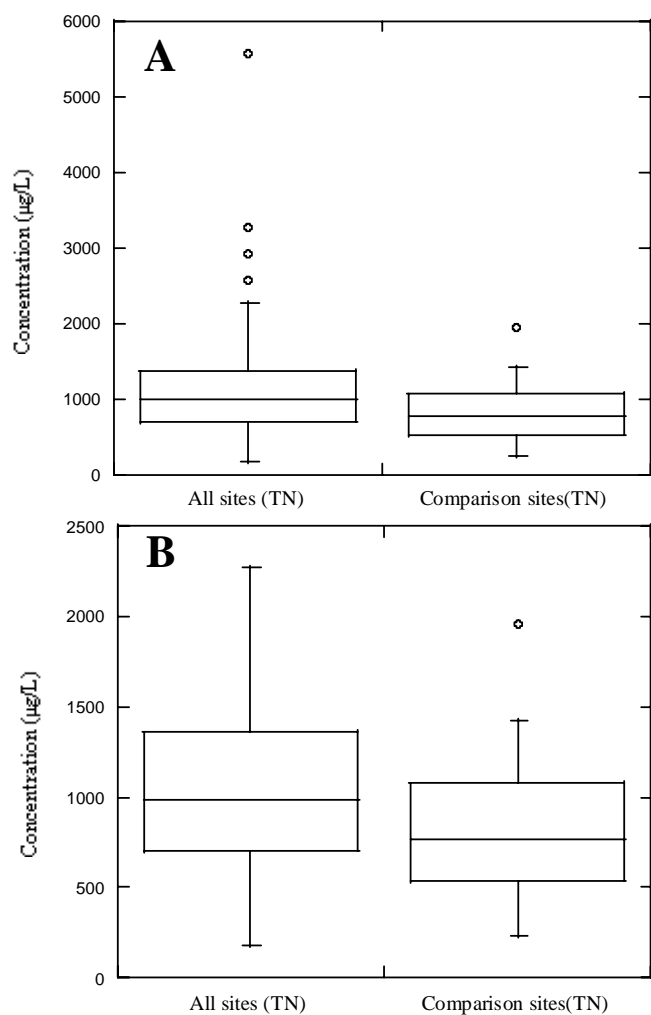 A
6000
5000
4000
3000
2000
1000
0
Concentration (µg/L)
All sites (TN) Comparison sites(TN)
B
2500
2000
1500
1000
500
0
Concentration (µg/L)
All sites (TN) Comparison sites(TN)